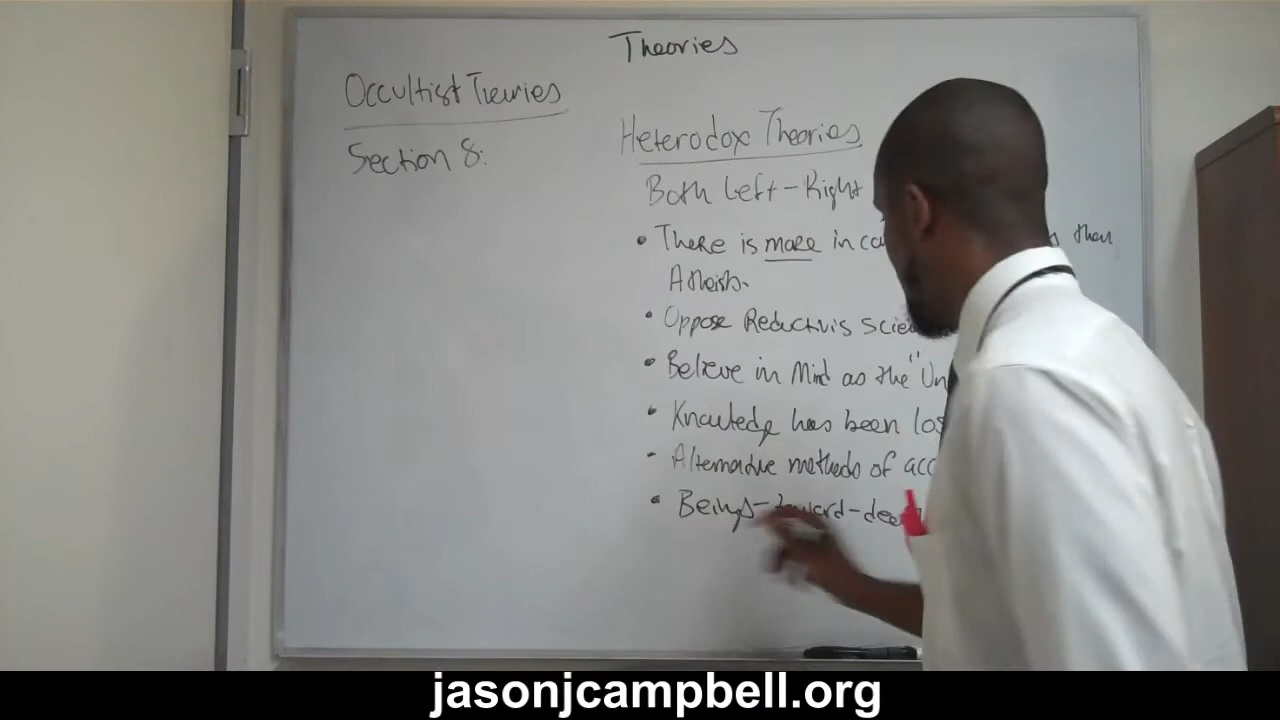 Theories
Occultist Theories
Section 8:
Heterodox Theories
Both Left-Right
• There is more in co than
Atheists.
• Oppose Reductivis Scie
• Believe in Mind as the "Un
• Knowledge has been los
• Alternative methods of acc
• Beings-toward-dea
jasonjcampbell.org